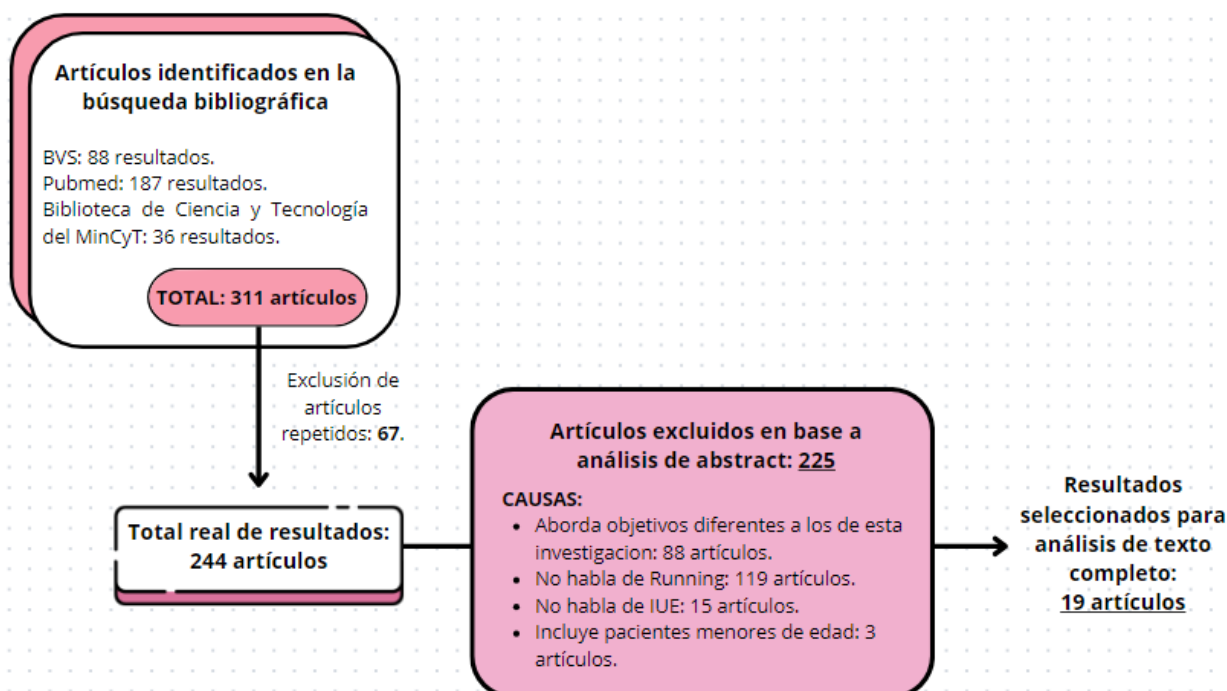 Artículos identificados en la
búsqueda bibliográfica
BVS: 88 resultados.
Pubmed: 187 resultados.
Biblioteca de Ciencia y Tecnología
del MinCyT: 36 resultados.
TOTAL: 311 artículos
Exclusión de
artículos
repetidos: 67.
Total real de resultados:
244 artículos
Artículos excluidos en base a
análisis de abstract: 225
CAUSAS:
• Aborda objetivos diferentes a los de esta
investigacion: 88 artículos.
• No habla de Running: 119 artículos.
• No habla de IUE: 15 artículos.
• Incluye pacientes menores de edad: 3
artículos.
Resultados
seleccionados para
análisis de texto
completo:
19 artículos